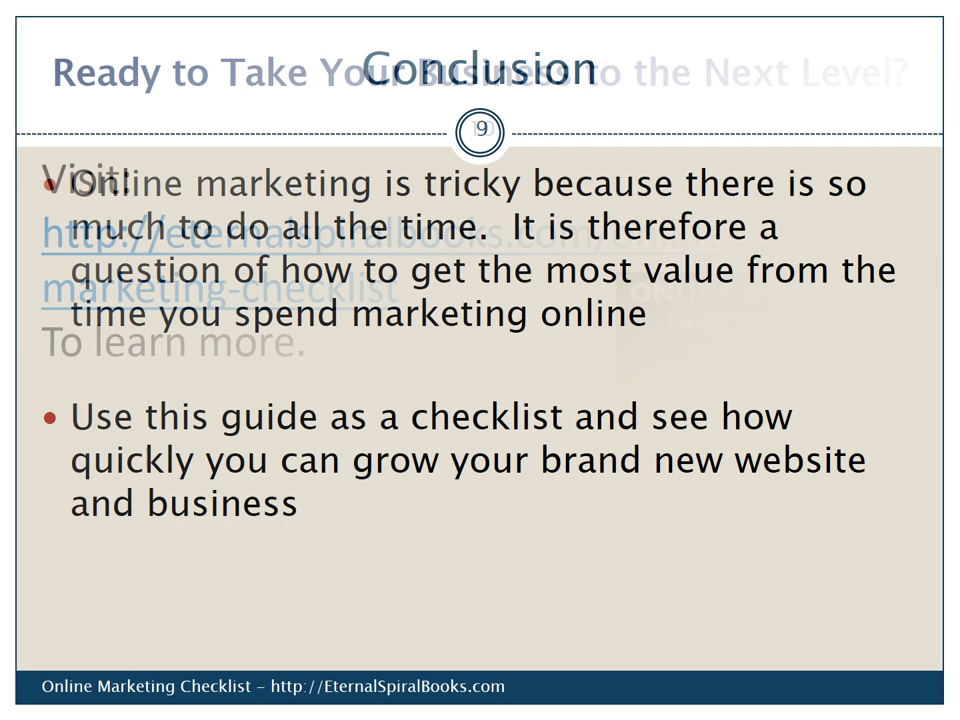 Conclusion
Ready to Take Your Business to the Next Level?
9
• Online marketing is tricky because there is so
much to do all the time. It is therefore a
question of how to get the most value from the
time you spend marketing online
• Use this guide as a checklist and see how
quickly you can grow your brand new website
and business
Visit:
http://eternalspiralbooks.com/online-
marketing-checklist
To learn more.
Online Marketing Checklist – http://EternalSpiralBooks.com